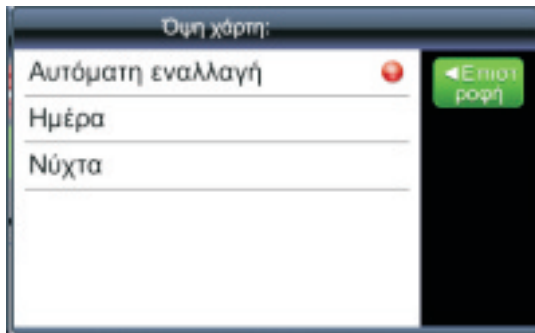 Όψη χάρτη:
Αυτόματη εναλλαγή
Ημέρα
Νύχτα
◄Επιστ
ροφή